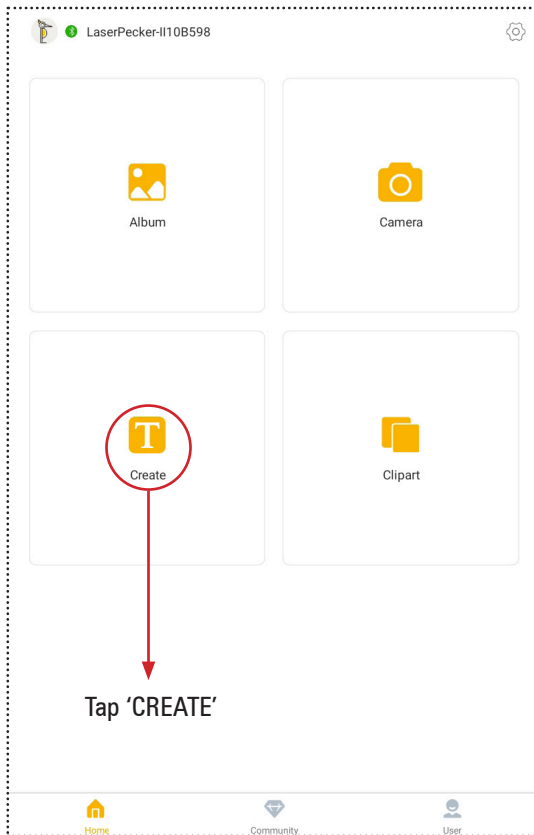 LaserPecker-II10B598
Album
Camera
T
Create
Clipart
Tap ‘CREATE’
Home
Community
User